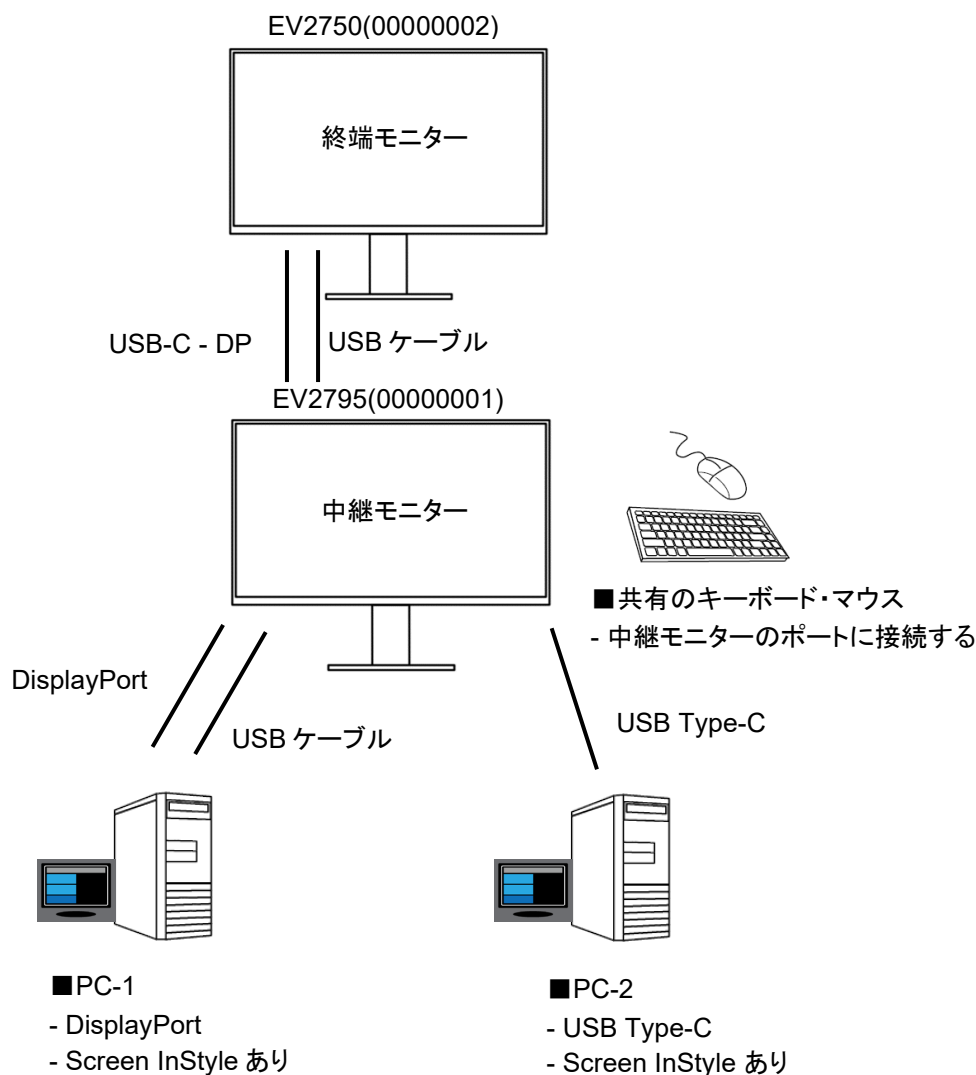 EV2750(00000002)
終端モニター
USB-C - DP
USB ケーブル
EV2795(00000001)
中継モニター
■共有のキーボード・マウス
- 中継モニターのポートに接続する
DisplayPort
USB ケーブル
USB Type-C
■PC-1
- DisplayPort
- Screen InStyle あり
■PC-2
- USB Type-C
- Screen InStyle あり